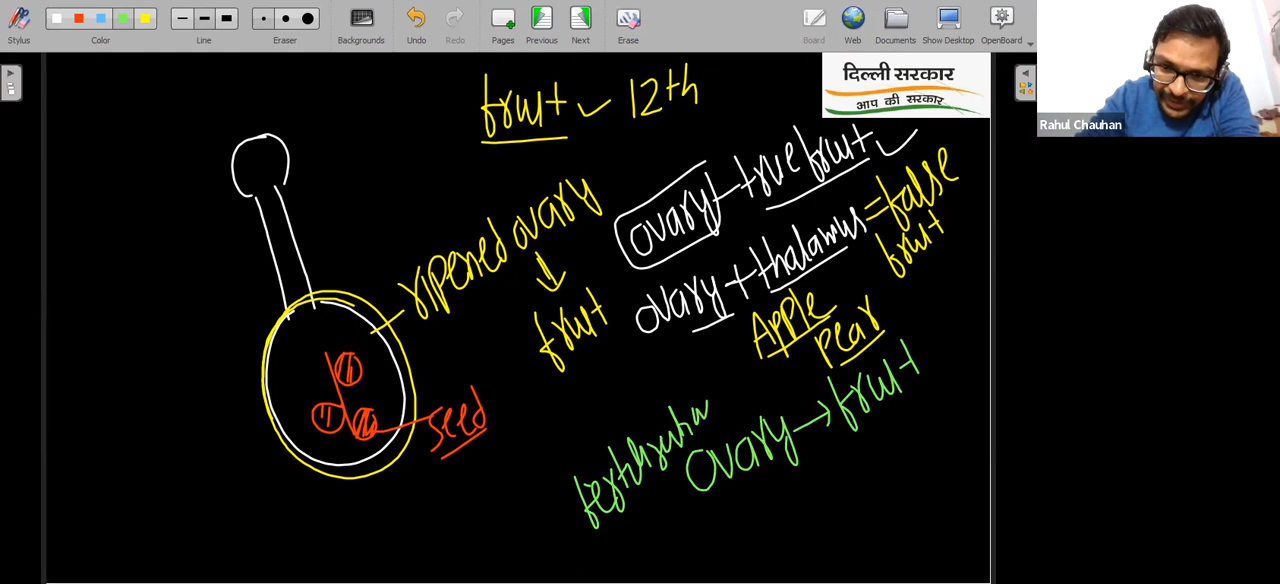 Stylus
Color
Line
Eraser
Backgrounds
Undo
Redo
Pages
Previous
Next
Erase
Board
Web
Documents
Show Desktop
OpenBoard
दिल्ली सरकार
आप की सरकार
Rahul Chauhan
fruit 12th
ovary - true fruit
ovary + thalamus = false fruit
Apple
pear
ripened ovary
fruit
seed
fertilization
ovary → fruit